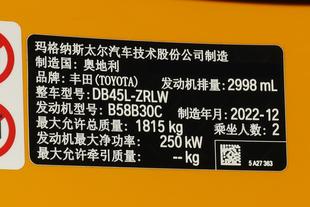 玛格纳斯太尔汽车技术股份公司制造
制造国：奥地利
品牌：丰田(TOYOTA) 发动机排量：2998 mL
整车型号：DB45L-ZRLW
发动机型号：B58B30C 制造年月：2022-12
最大允许总质量：1815 kg 乘坐人数：2
发动机最大净功率：250 kW
最大允许牵引质量：-- kg
5 A27 363